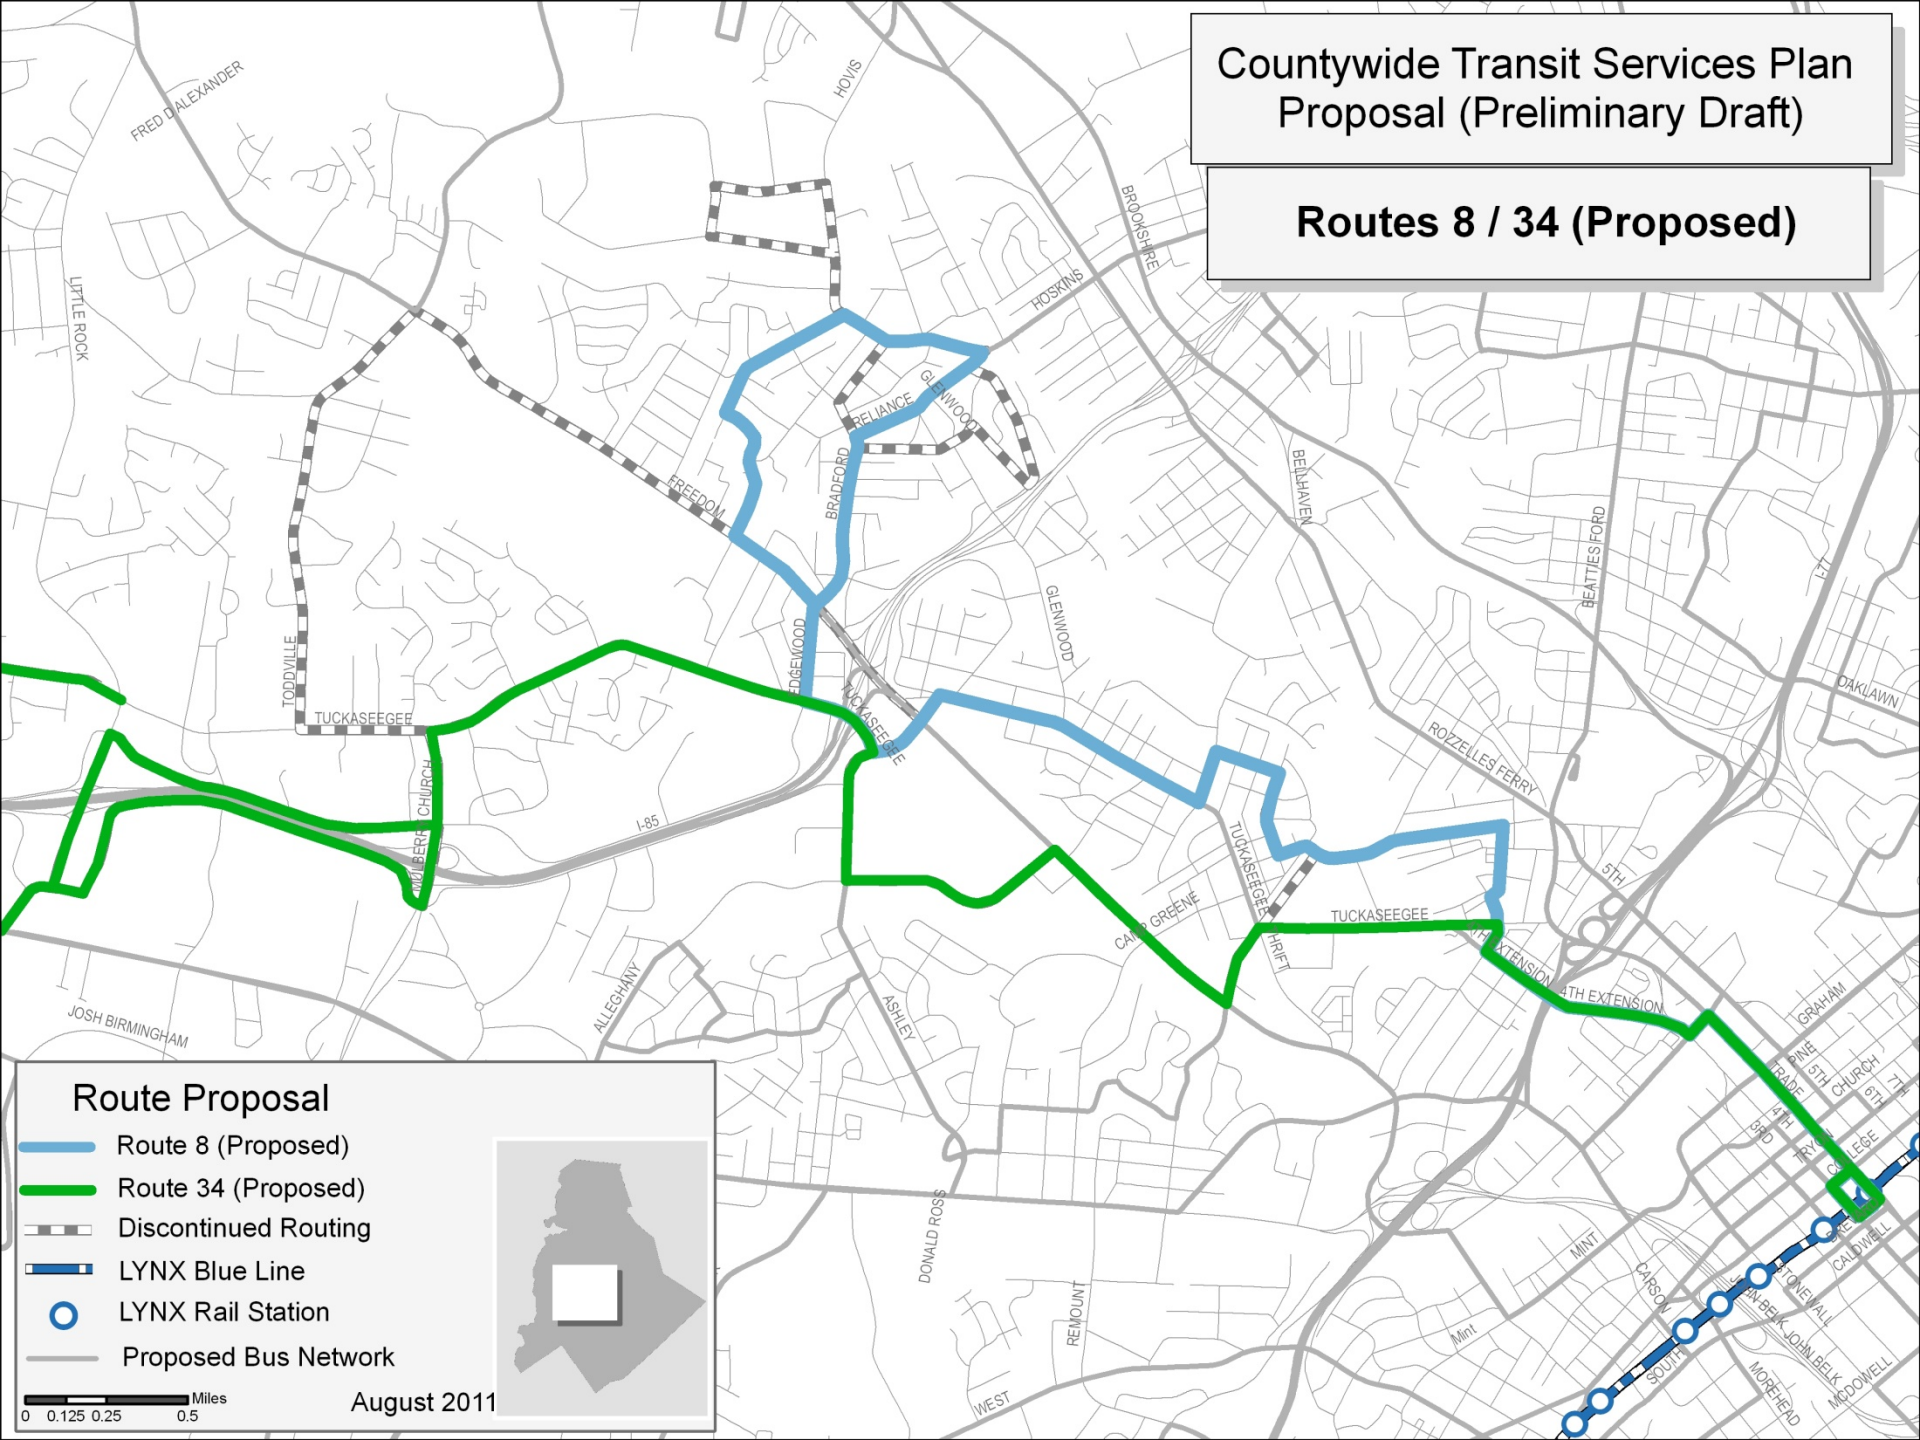 Countywide Transit Services Plan
Proposal (Preliminary Draft)
Routes 8 / 34 (Proposed)
FRED D ALEXANDER
HOVIS
BROOKSHIRE
HOSKINS
LITTLE ROCK
GLENWOOD
RELIANCE
BRADFORD
FREEDOM
BELLHAVEN
BEATTIES FORD
I-77
GLENWOOD
EDGEWOOD
TODDVILLE
TUCKASEEGEE
TUCKASEEGEE
OAKLAWN
ROZZELLES FERRY
MULBERRY CHURCH
I-85
TUCKASEEGEE
5TH
CAMP GREENE
TUCKASEEGEE
THRIFT
4TH EXTENSION
ALLEGHANY
ASHLEY
JOSH BIRMINGHAM
GRAHAM
PINE
5TH
CHURCH
6TH
7TH
TRADE
4TH
3RD
TRYON
COLLEGE
CALDWELL
DONALD ROSS
REMOUNT
MINT
CARSON
STONEWALL
JOHN BELK
JOHN BELK
Mint
SOUTH
MOREHEAD
MCDOWELL
WEST
Route Proposal
Route 8 (Proposed)
Route 34 (Proposed)
Discontinued Routing
LYNX Blue Line
LYNX Rail Station
Proposed Bus Network
Miles
0 0.125 0.25 0.5
August 2011